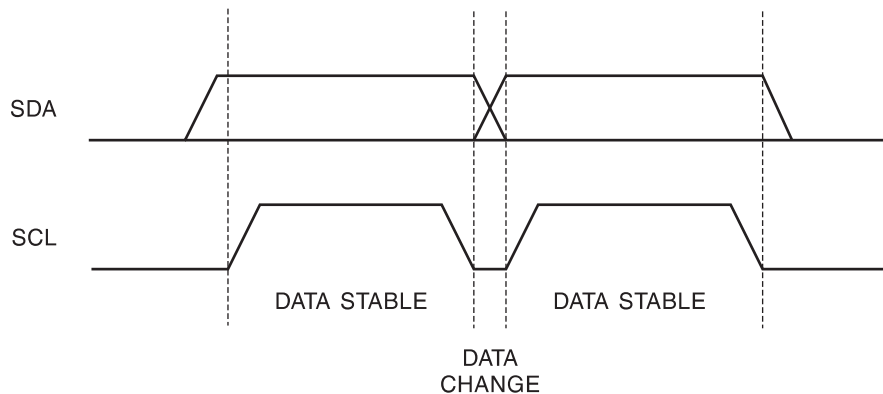 SDA
SCL
DATA STABLE
DATA STABLE
DATA
CHANGE